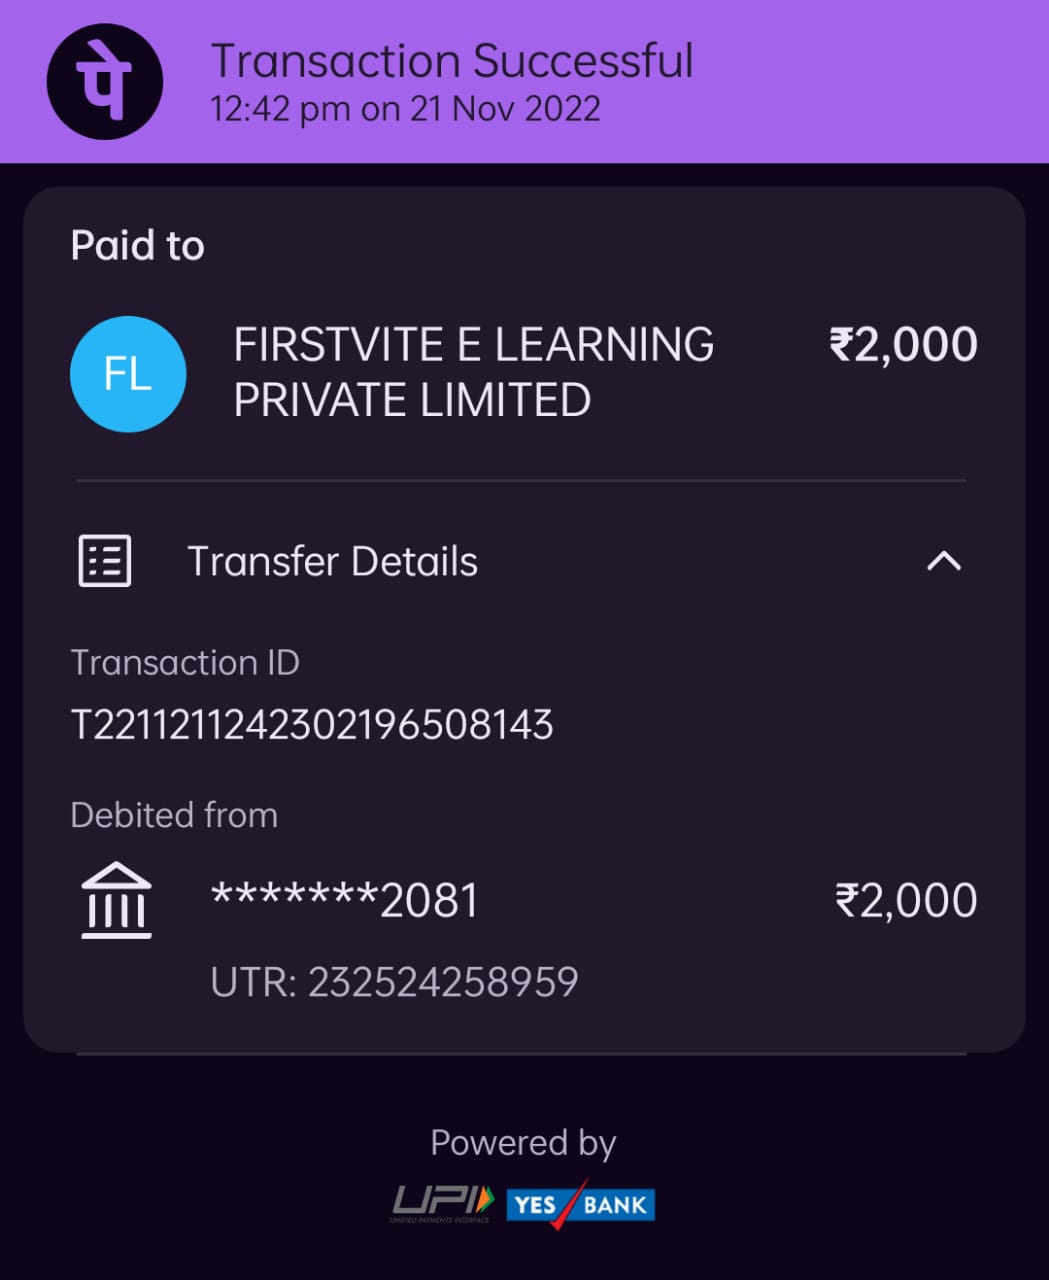 पे
Transaction Successful
12:42 pm on 21 Nov 2022
Paid to
FL
FIRSTVITE E LEARNING
PRIVATE LIMITED
₹2,000
Transfer Details
Transaction ID
T2211211242302196508143
Debited from
*******2081
₹2,000
UTR: 232524258959
Powered by
UPI
UNIFIED PAYMENTS INTERFACE
YES BANK